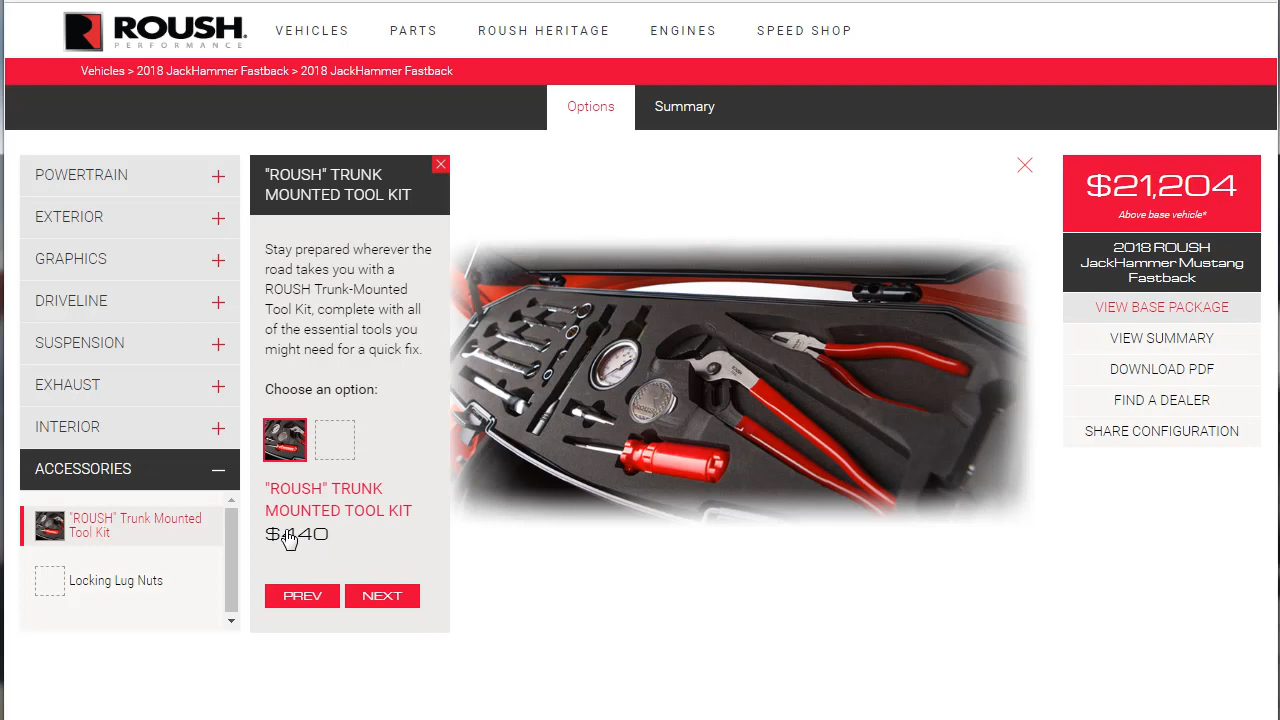 ROUSH
PERFORMANCE
VEHICLES
PARTS
ROUSH HERITAGE
ENGINES
SPEED SHOP
Vehicles > 2018 JackHammer Fastback > 2018 JackHammer Fastback
Options
Summary
POWERTRAIN
EXTERIOR
GRAPHICS
DRIVELINE
SUSPENSION
EXHAUST
INTERIOR
ACCESSORIES
"ROUSH" Trunk Mounted
Tool Kit
Locking Lug Nuts
"ROUSH" TRUNK
MOUNTED TOOL KIT
Stay prepared wherever the
road takes you with a
ROUSH Trunk-Mounted
Tool Kit, complete with all
of the essential tools you
might need for a quick fix.
Choose an option:
"ROUSH" TRUNK
MOUNTED TOOL KIT
PREV
NEXT
$21,204
Above base vehicle*
2018 ROUSH
JackHammer Mustang
Fastback
VIEW BASE PACKAGE
VIEW SUMMARY
DOWNLOAD PDF
FIND A DEALER
SHARE CONFIGURATION